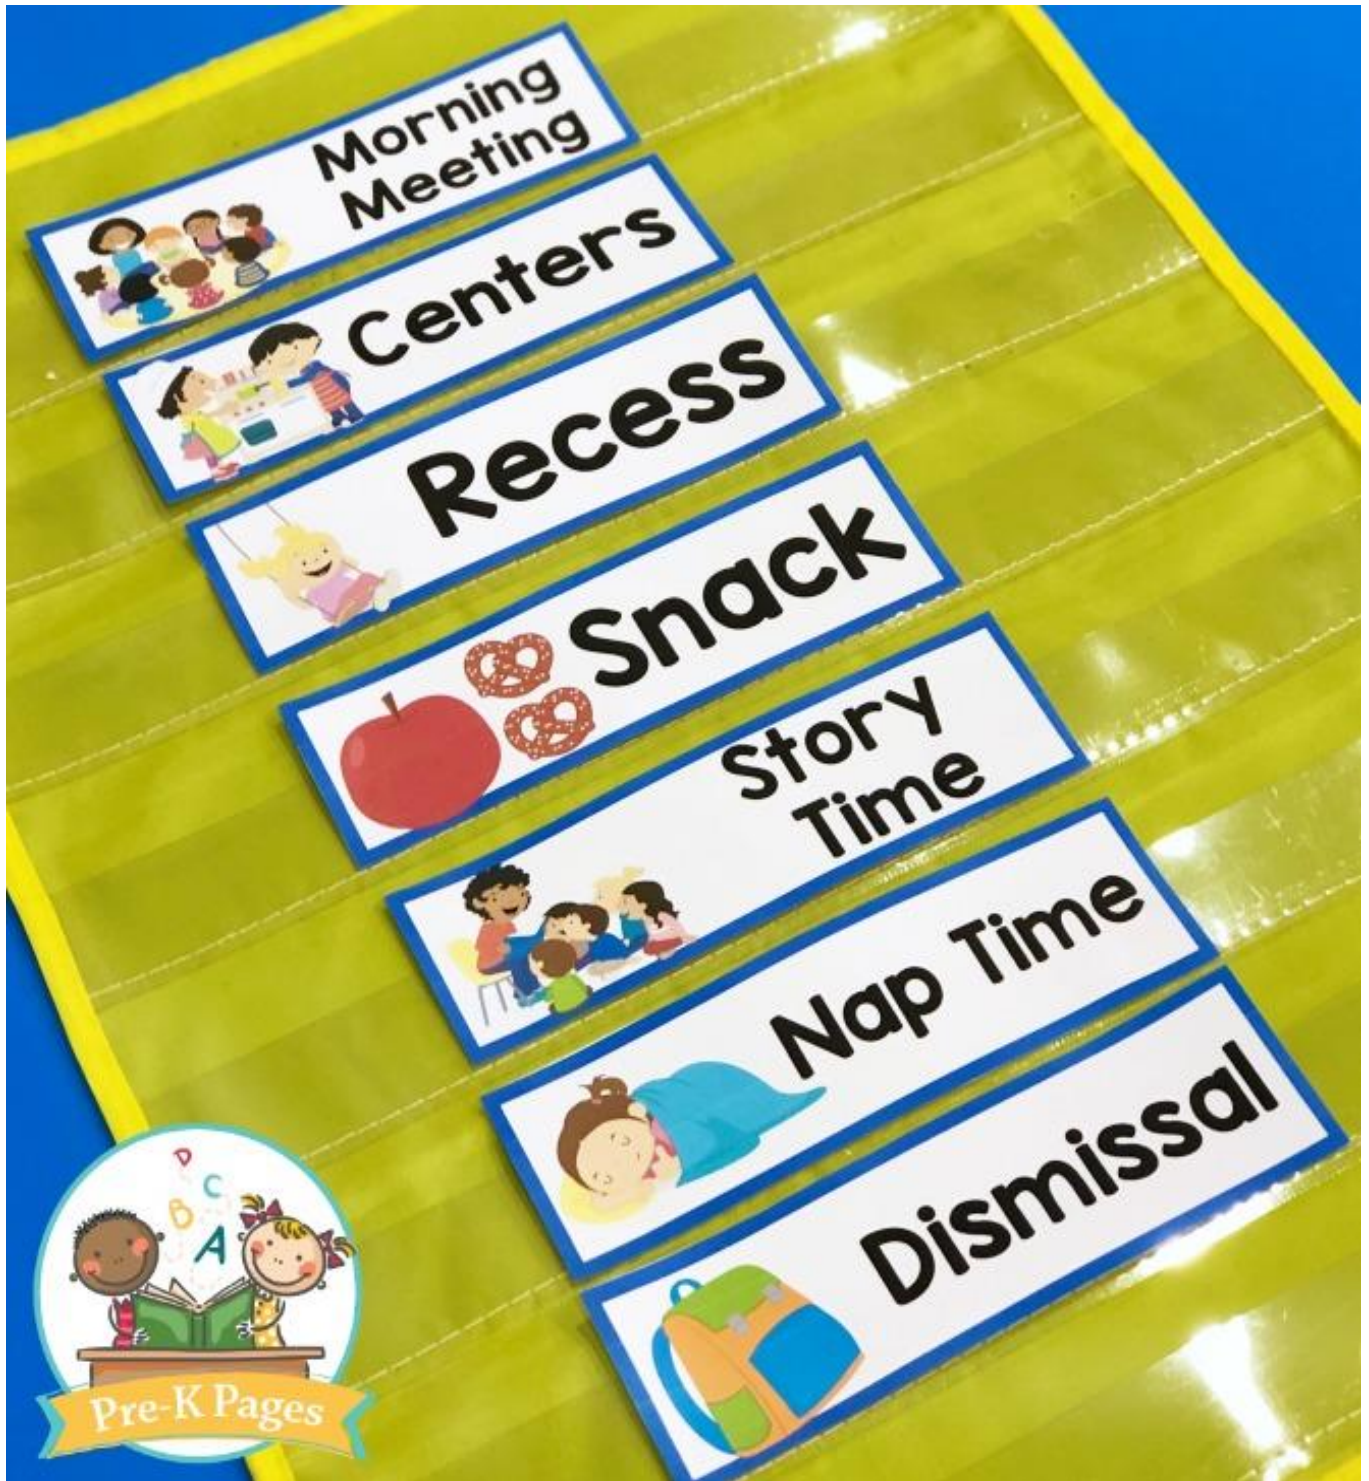 Morning
Meeting
Centers
Recess
Snack
Story
Time
Nap Time
Dismissal
D
C
B
A
Pre-K Pages